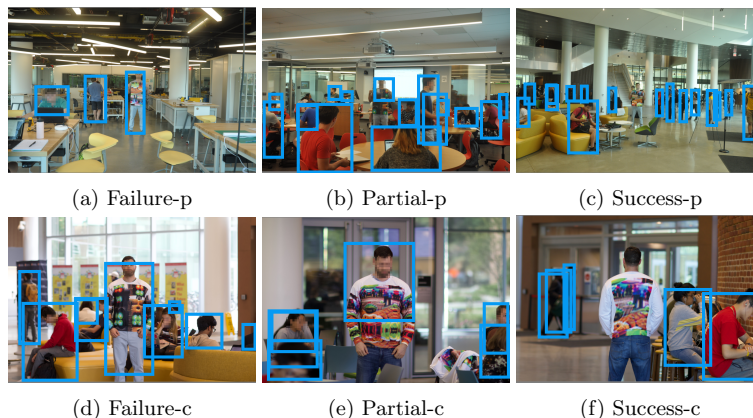 (a) Failure-p
(b) Partial-p
(c) Success-p
(d) Failure-c
(e) Partial-c
(f) Success-c